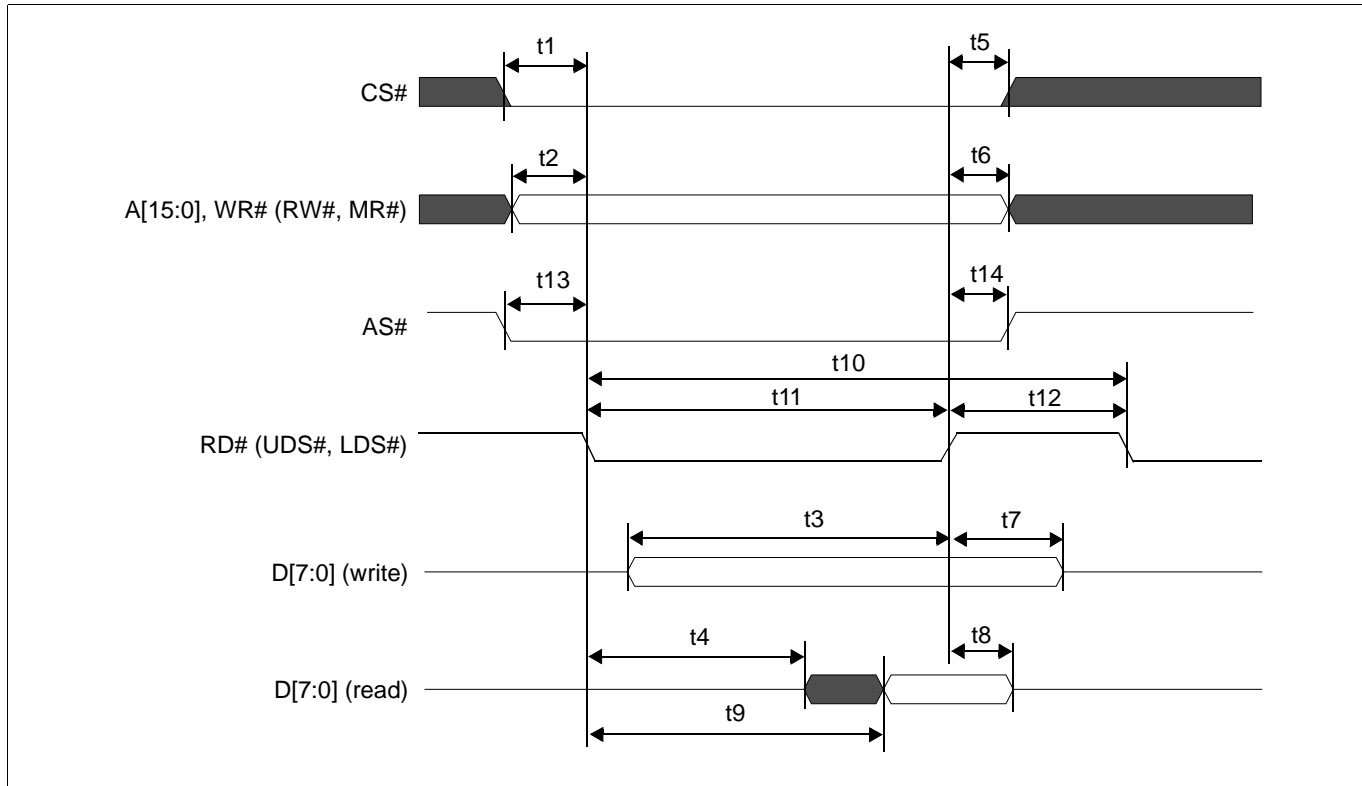 t1 t5
CS#
t2 t6
A[15:0], WR# (RW#, MR#)
t13 t14
AS#
t10
t11 t12
RD# (UDS#, LDS#)
t3 t7
D[7:0] (write)
t4 t8
D[7:0] (read)
t9